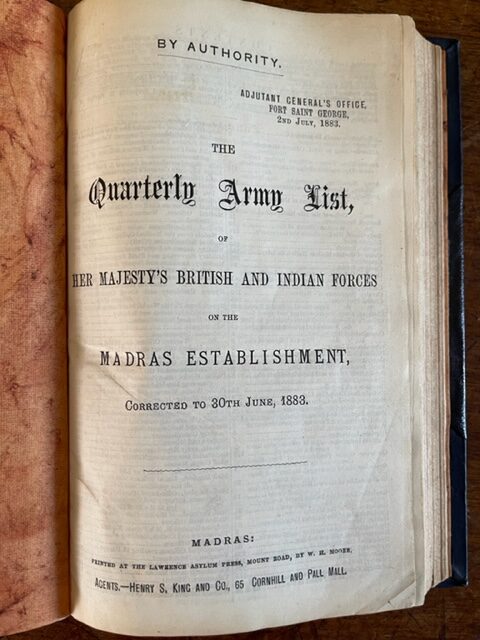 BY AUTHORITY.
ADJUTANT GENERAL'S OFFICE,
FORT SAINT GEORGE,
2ND JULY, 1883.
THE
Quarterly Army List,
OF
HER MAJESTY'S BRITISH AND INDIAN FORCES
ON THE
MADRAS ESTABLISHMENT,
CORRECTED TO 30TH JUNE, 1883.
MADRAS:
PRINTED AT THE LAWRENCE ASYLUM PRESS, MOUNT ROAD, BY W. H. MOORE,
AGENTS.—HENRY S. KING AND CO., 65 CORNHILL AND PALL MALL.